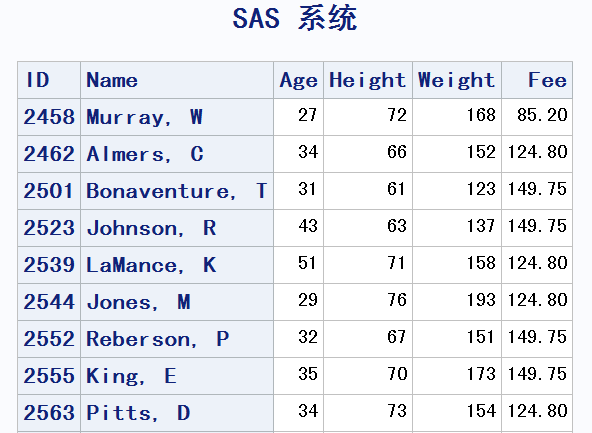 SAS 系统
ID Name Age Height Weight Fee
2458 Murray, W 27 72 168 85.20
2462 Almers, C 34 66 152 124.80
2501 Bonaventure, T 31 61 123 149.75
2523 Johnson, R 43 63 137 149.75
2539 LaMance, K 51 71 158 124.80
2544 Jones, M 29 76 193 124.80
2552 Reberson, P 32 67 151 149.75
2555 King, E 35 70 173 149.75
2563 Pitts, D 34 73 154 124.80